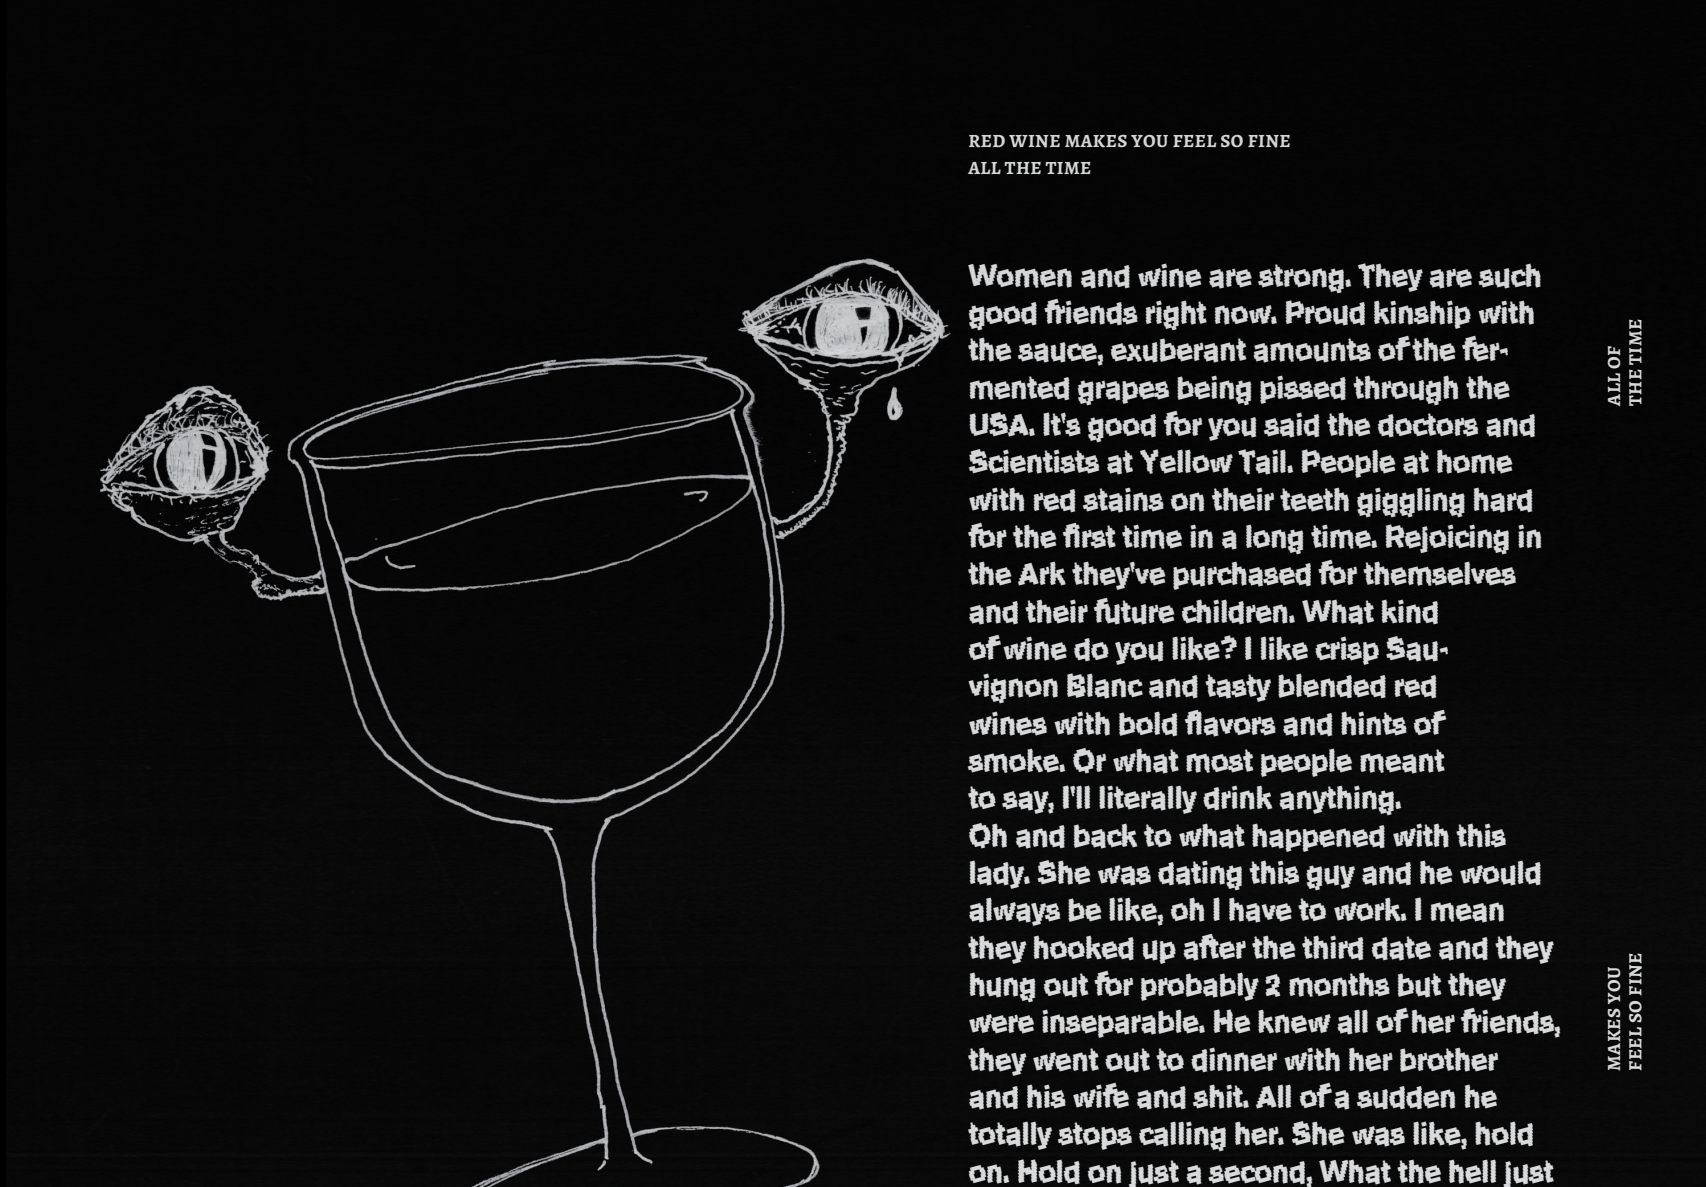 RED WINE MAKES YOU FEEL SO FINE
ALL THE TIME
Women and wine are strong. They are such
good friends right now. Proud kinship with
the sauce, exuberant amounts of the fer-
mented grapes being pissed through the
USA. It's good for you said the doctors and
Scientists at Yellow Tail. People at home
with red stains on their teeth giggling hard
for the first time in a long time. Rejoicing in
the Ark they've purchased for themselves
and their future children. What kind
of wine do you like? I like crisp Sau-
vignon Blanc and tasty blended red
wines with bold flavors and hints of
smoke. Or what most people meant
to say, I'll literally drink anything.
Oh and back to what happened with this
lady. She was dating this guy and he would
always be like, oh I have to work. I mean
they hooked up after the third date and they
hung out for probably 2 months but they
were inseparable. He knew all of her friends,
they went out to dinner with her brother
and his wife and shit. All of a sudden he
totally stops calling her. She was like, hold
on. Hold on just a second, What the hell just
ALL OF
THE TIME
MAKES YOU
FEEL SO FINE